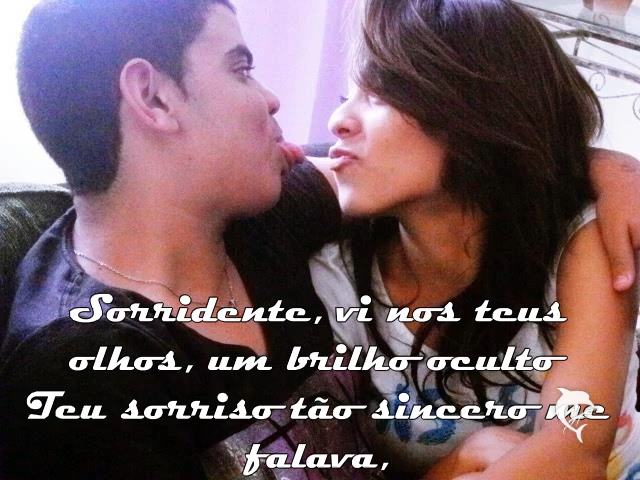 Sorridente, vi nos teus
olhos, um brilho oculto
Teu sorriso tão sincero me
falava,